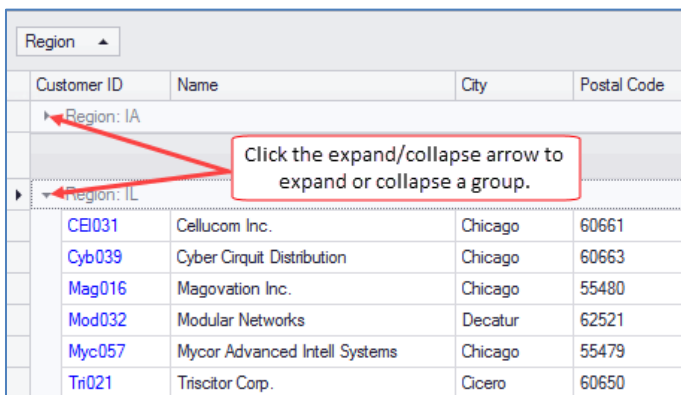 Region
Customer ID Name City Postal Code
Region: IA
Click the expand/collapse arrow to
expand or collapse a group.
Region: IL
CEI031 Cellucom Inc. Chicago 60661
Cyb039 Cyber Cirquit Distribution Chicago 60663
Mag016 Magovation Inc. Chicago 55480
Mod032 Modular Networks Decatur 62521
Myc057 Mycor Advanced Intell Systems Chicago 55479
Tri021 Triscitor Corp. Cicero 60650